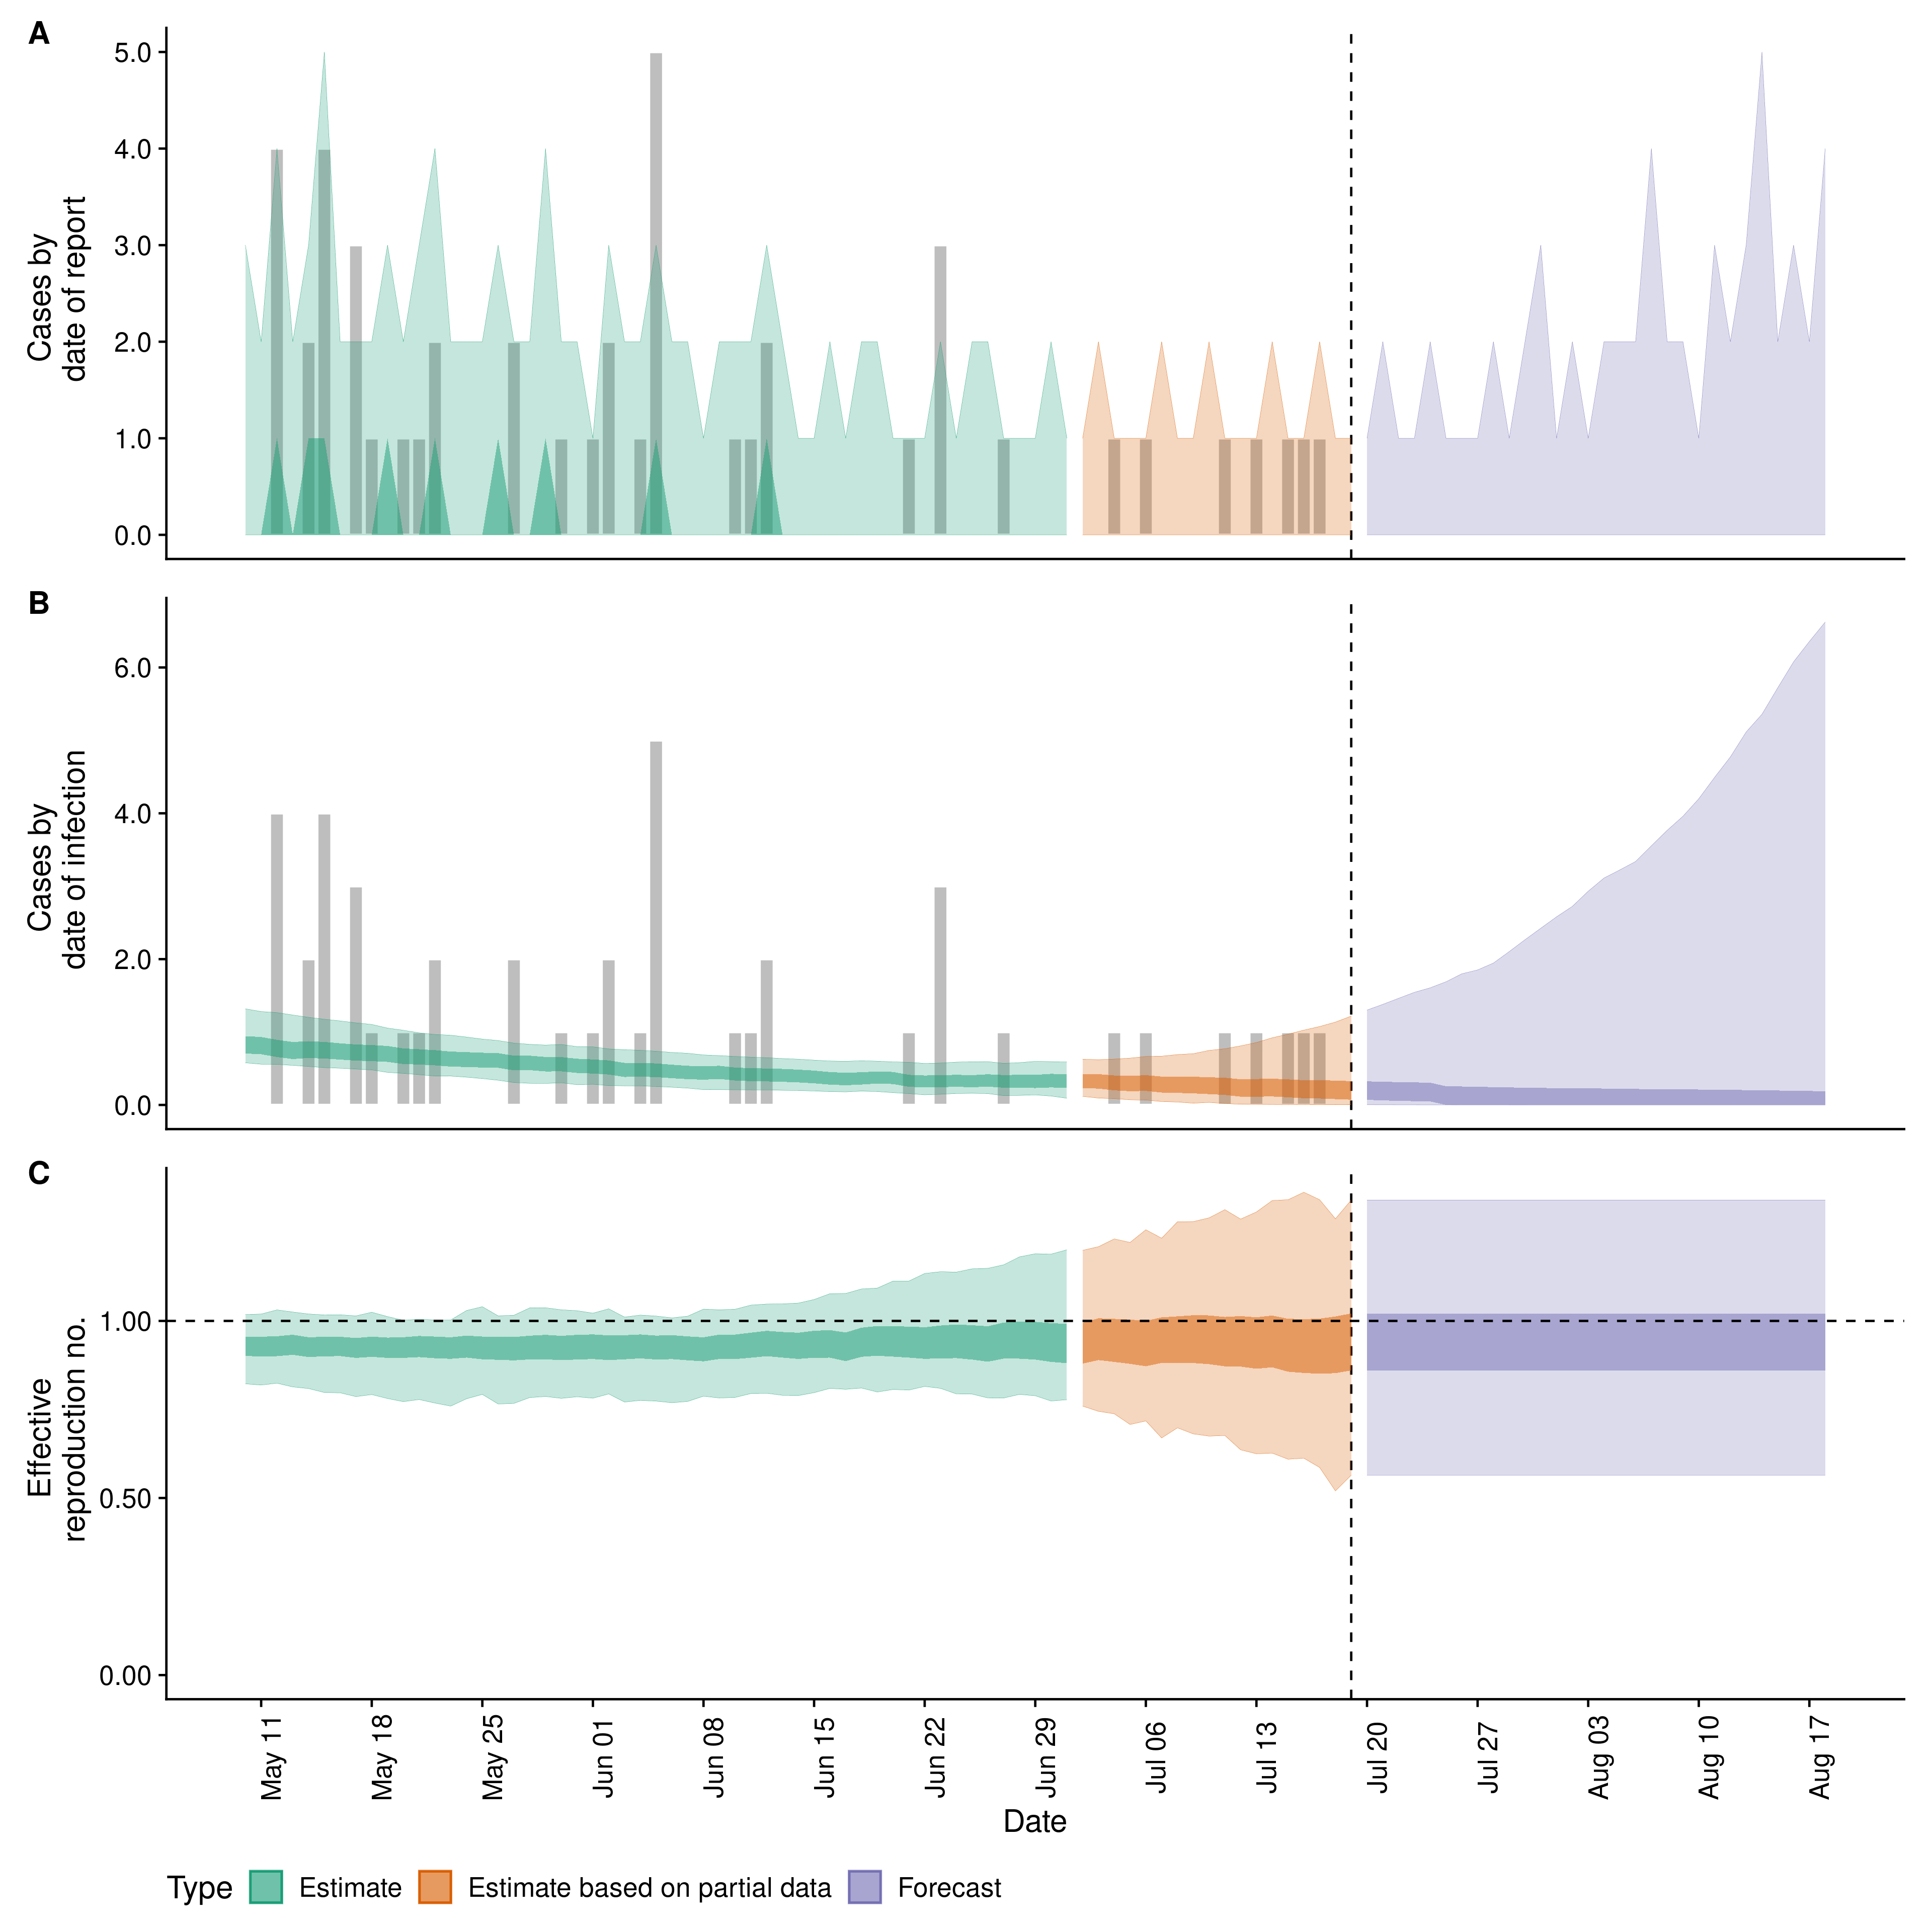 A
Cases by
date of report
5.0
4.0
3.0
2.0
1.0
0.0
B
Cases by
date of infection
6.0
4.0
2.0
0.0
C
Effective
reproduction no.
1.00
0.50
0.00
May 11
May 18
May 25
Jun 01
Jun 08
Jun 15
Jun 22
Jun 29
Jul 06
Jul 13
Jul 20
Jul 27
Aug 03
Aug 10
Aug 17
Date
Type Estimate Estimate based on partial data Forecast